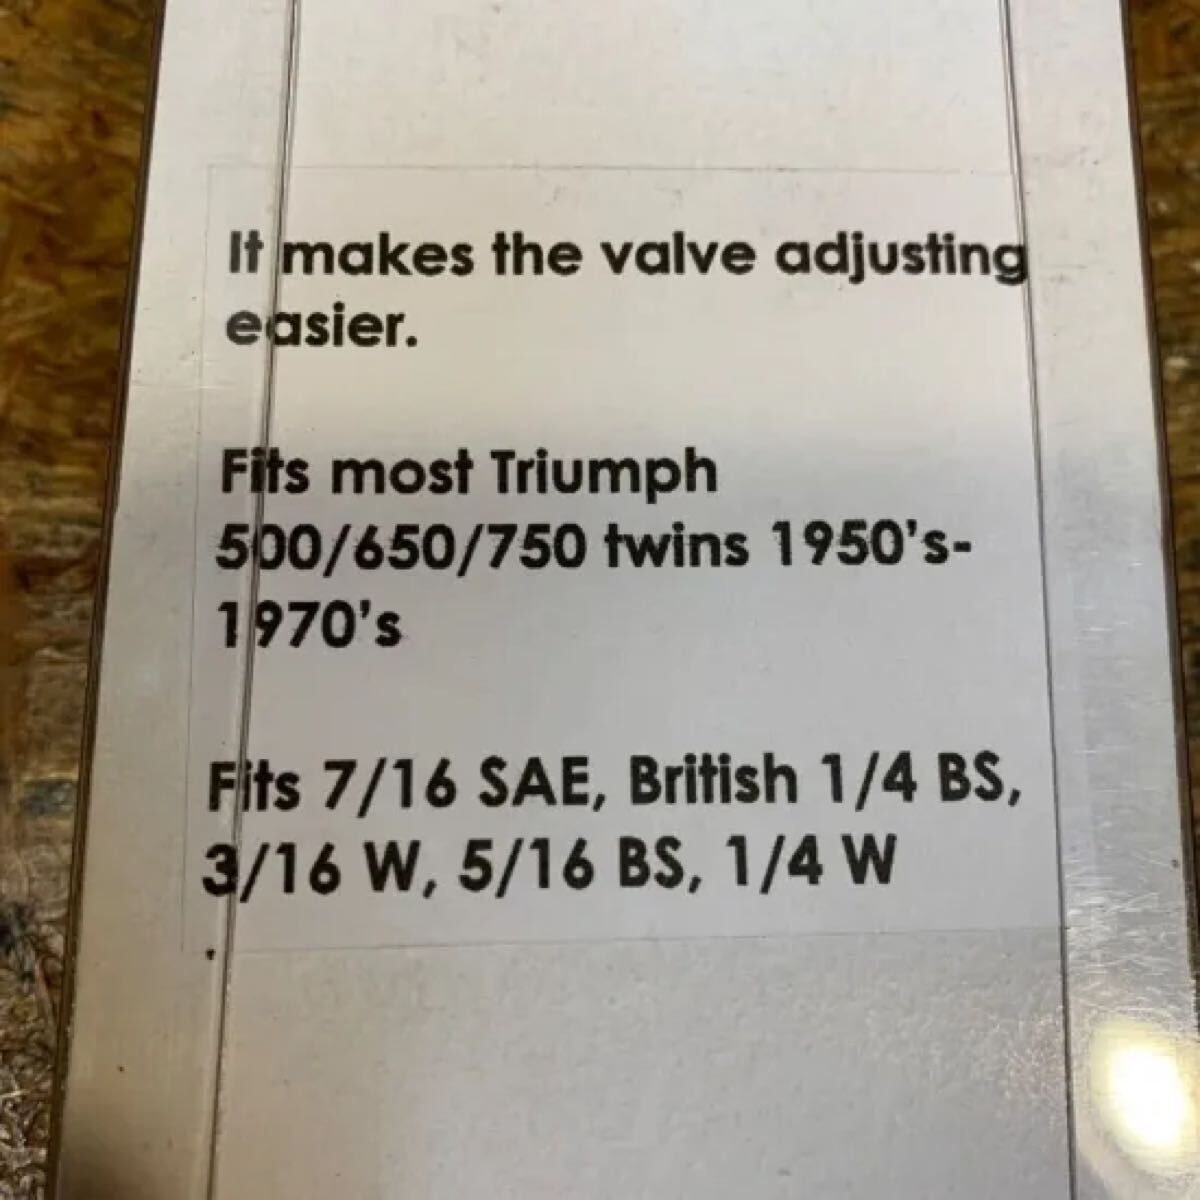 It makes the valve adjusting
easier.
Fits most Triumph
500/650/750 twins 1950's-
1970's
Fits 7/16 SAE, British 1/4 BS,
3/16 W, 5/16 BS, 1/4 W